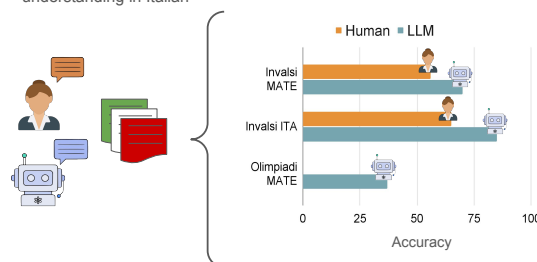 understanding in Italian
Human LLM
Invalsi
MATE
Invalsi ITA
Olimpiadi
MATE
0 25 50 75 100
Accuracy